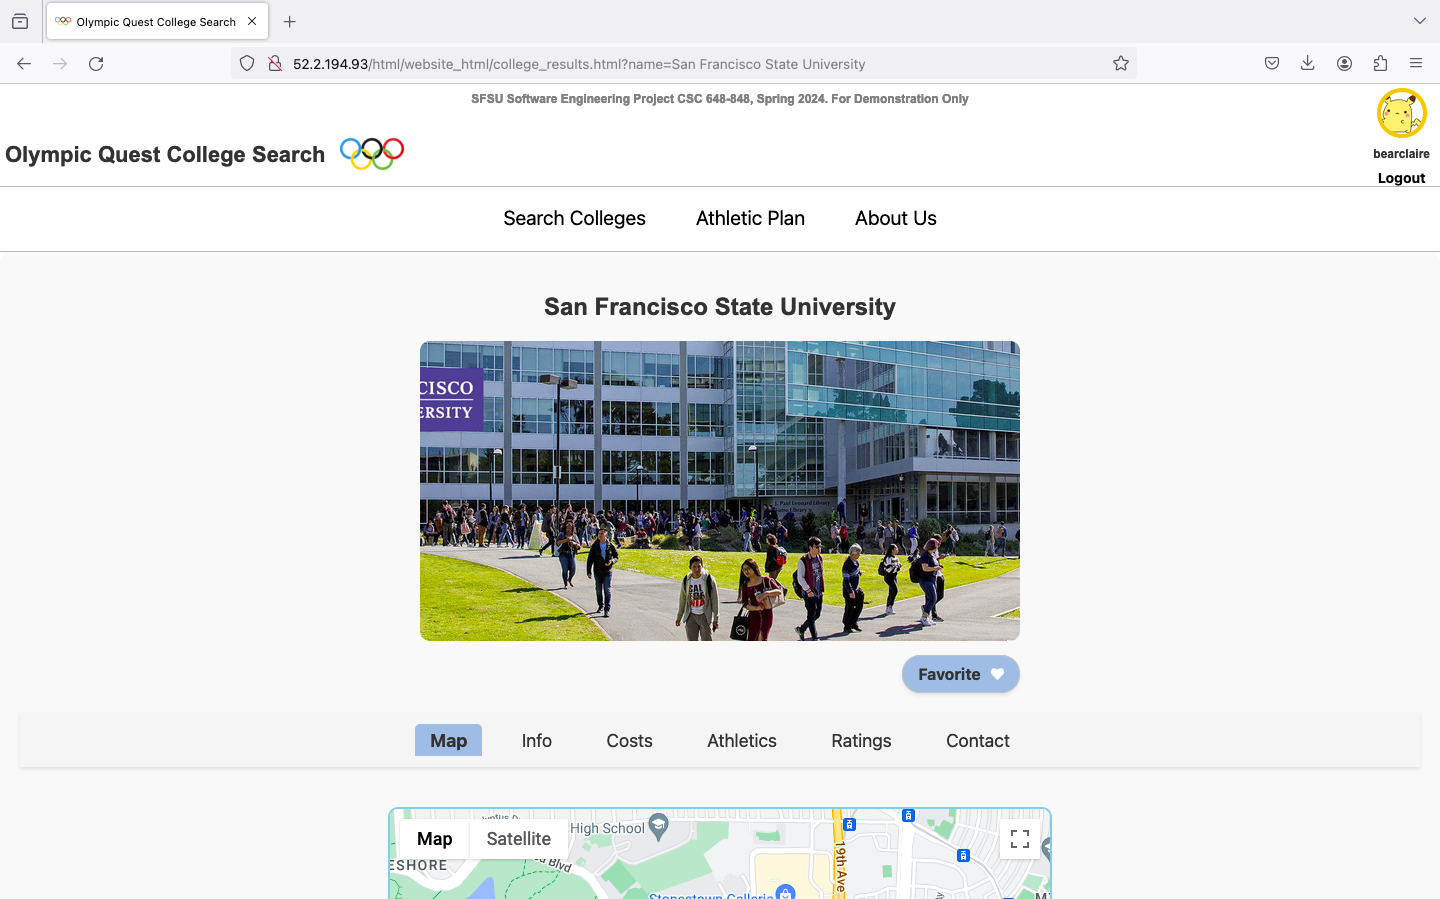 Olympic Quest College Search
52.2.194.93/html/website_html/college_results.html?name=San Francisco State University
SFSU Software Engineering Project CSC 648-848, Spring 2024. For Demonstration Only
Olympic Quest College Search
bearclaire
Logout
Search Colleges
Athletic Plan
About Us
San Francisco State University
CISCO
ERSITY
J. Paul Leonard Library
Favorite
Map
Info
Costs
Athletics
Ratings
Contact
Map
Satellite
High School
ESHORE
Blvd
19th Ave
Stonestown Galleria